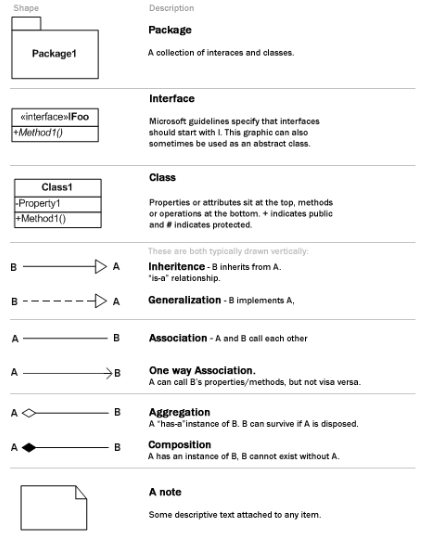 Shape Description
Package1
Package
A collection of interaces and classes.
«interface»IFoo
+Method1()
Interface
Microsoft guidelines specify that interfaces
should start with I. This graphic can also
sometimes be used as an abstract class.
Class1
-Property1
+Method1()
Class
Properties or attributes sit at the top, methods
or operations at the bottom. + indicates public
and # indicates protected.
These are both typically drawn vertically:
B A Inheritence - B inherits from A.
"is-a" relationship.
B A Generalization - B implements A,
A B Association - A and B call each other
A B One way Association.
A can call B's properties/methods, but not visa versa.
A B Aggregation
A "has-a"instance of B. B can survive if A is disposed.
A B Composition
A has an instance of B, B cannot exist without A.
A note
Some descriptive text attached to any item.